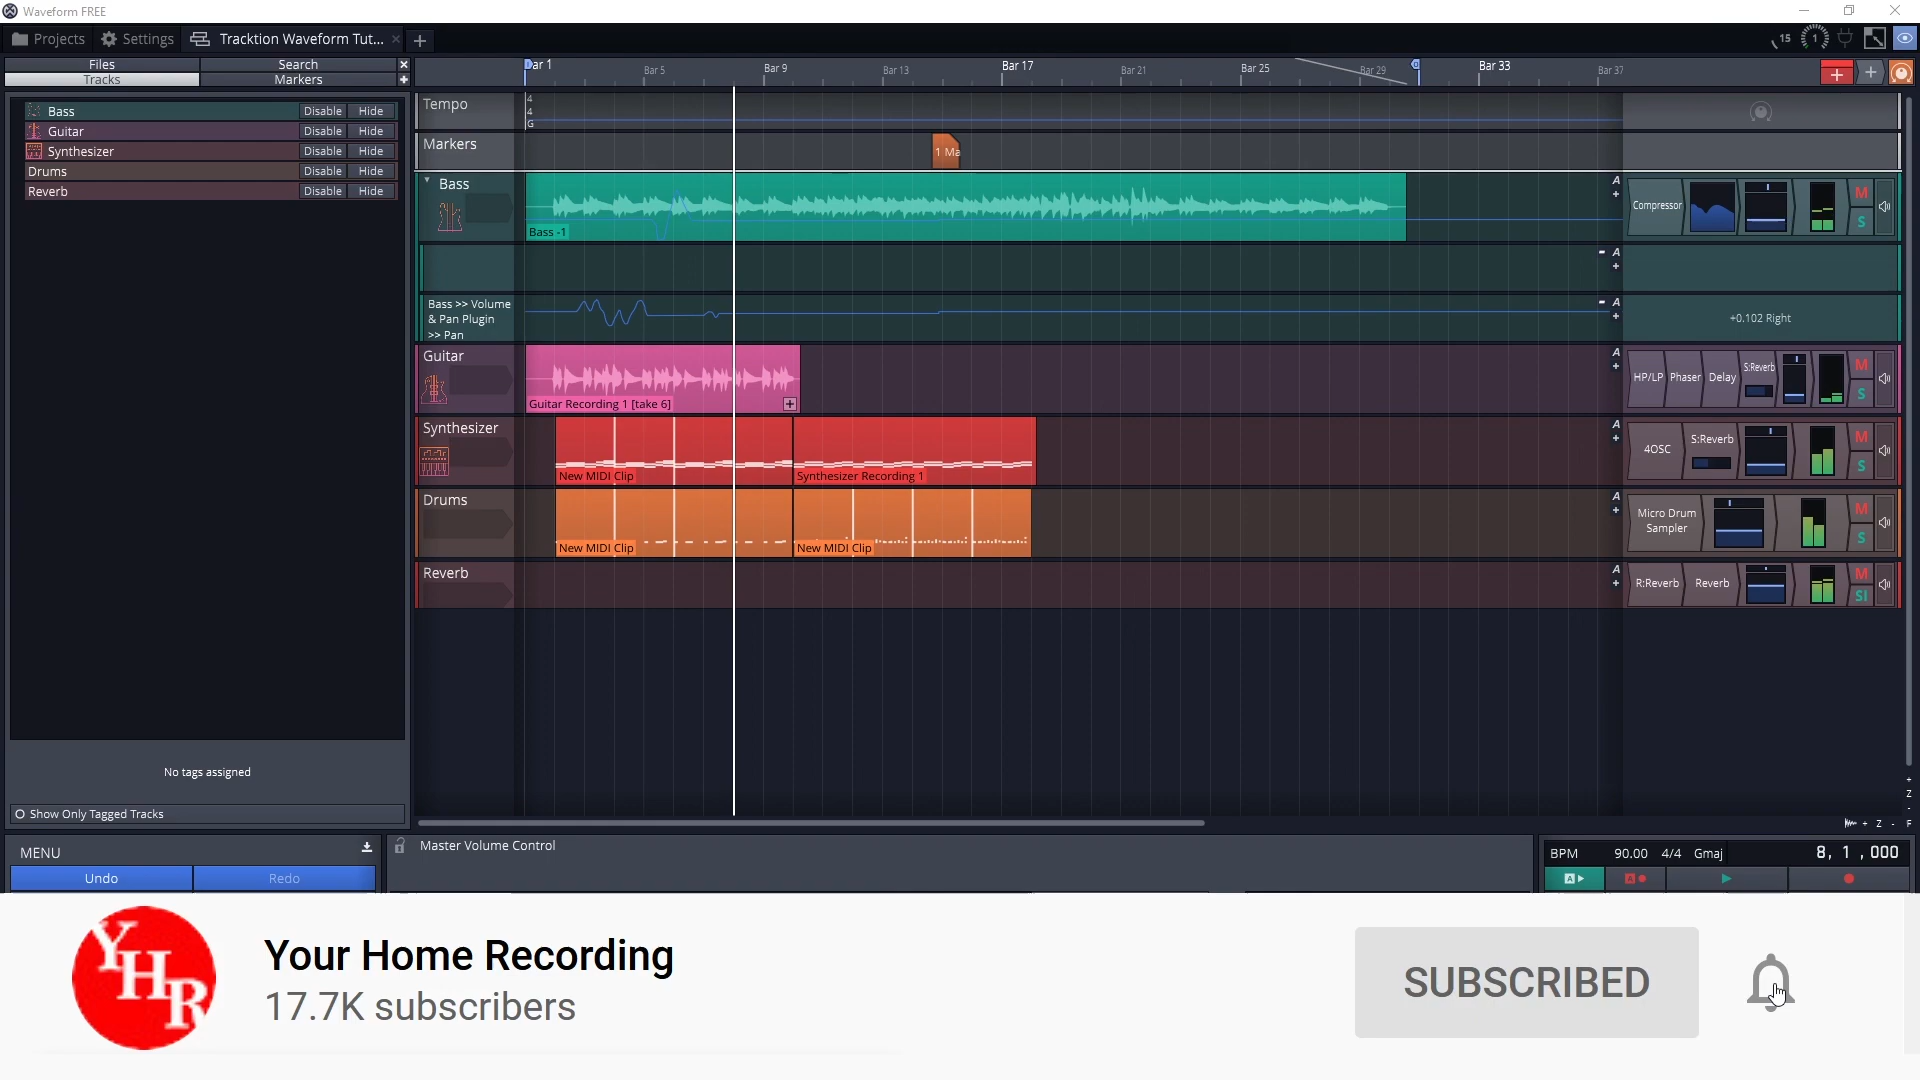 Waveform FREE
Projects
Settings
Tracktion Waveform Tut...
15
1
Files
Search
Tracks
Markers
Bar 1
Bar 5
Bar 9
Bar 13
Bar 17
Bar 21
Bar 25
Bar 29
Bar 33
Bar 37
Bass Disable Hide
Guitar Disable Hide
Synthesizer Disable Hide
Drums Disable Hide
Reverb Disable Hide
No tags assigned
Show Only Tagged Tracks
Tempo
4
4
G
Markers
1 Ma
Bass
Bass -1
A
Compressor
M
S
A
Bass >> Volume
& Pan Plugin
>> Pan
A
+0.102 Right
Guitar
Guitar Recording 1 [take 6]
A
HP/LP
Phaser
Delay
S:Reverb
M
S
Synthesizer
New MIDI Clip
Synthesizer Recording 1
A
4OSC
S:Reverb
M
S
Drums
New MIDI Clip
New MIDI Clip
A
Micro Drum
Sampler
M
S
Reverb
A
R:Reverb
Reverb
M
SI
Z
F
Z
MENU
Undo
Redo
Master Volume Control
BPM 90.00 4/4 Gmaj 8, 1 , 000
A
A
YHR
Your Home Recording
17.7K subscribers
SUBSCRIBED